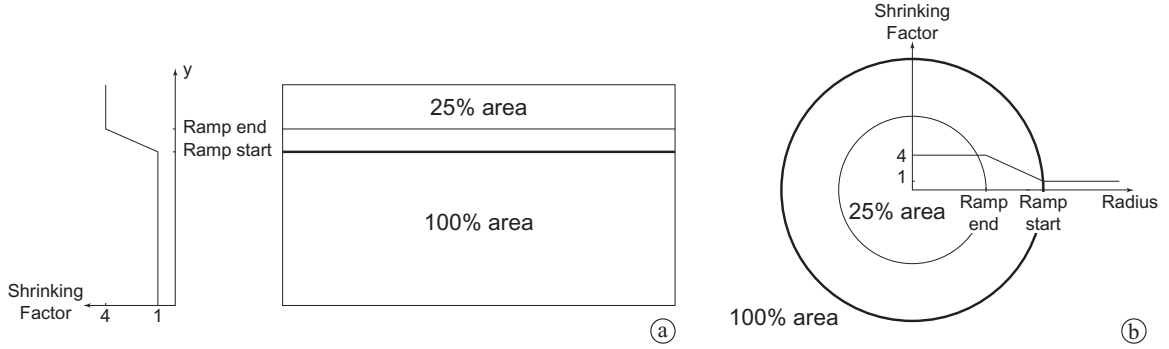 y
25% area
Ramp end
Ramp start
100% area
Shrinking
Factor
4
1
a
Shrinking
Factor
4
1
25% area
Ramp
end
Ramp
start
Radius
100% area
b